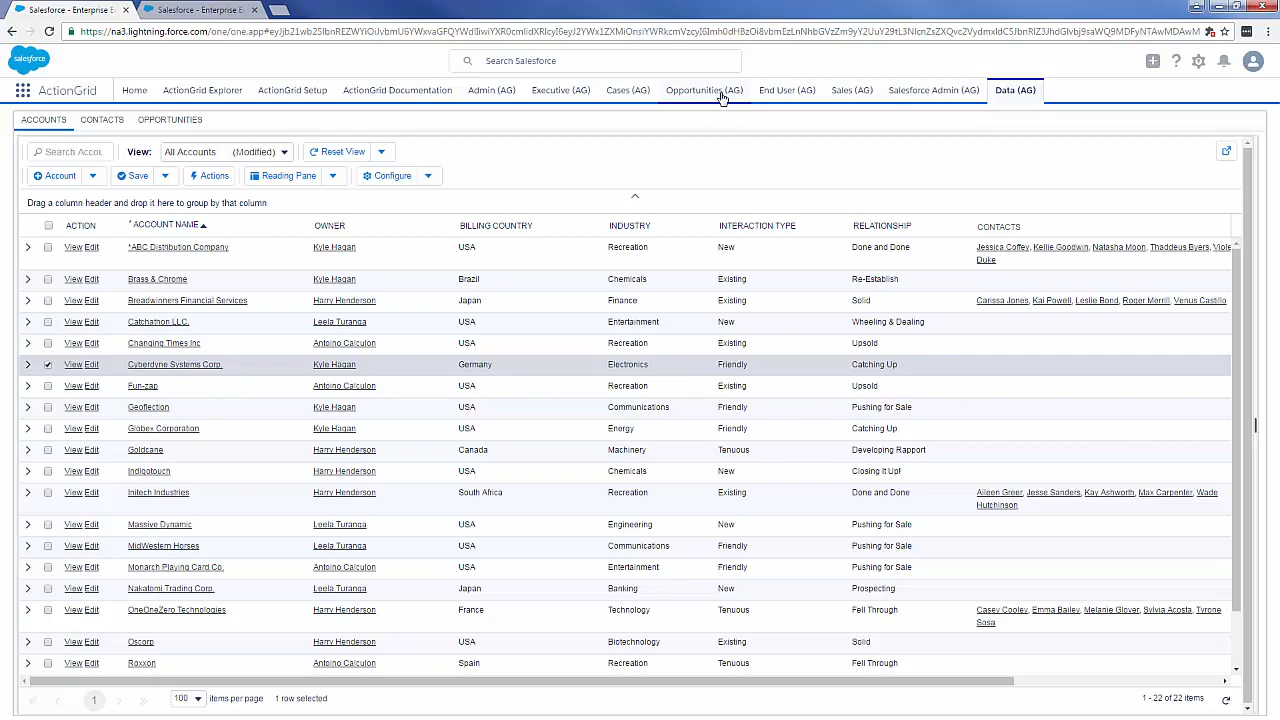 Salesforce - Enterprise E
Salesforce - Enterprise E
salesforce
Search Salesforce
ActionGrid
Home
ActionGrid Explorer
ActionGrid Setup
ActionGrid Documentation
Admin (AG)
Executive (AG)
Cases (AG)
Opportunities (AG)
End User (AG)
Sales (AG)
Salesforce Admin (AG)
Data (AG)
ACCOUNTS CONTACTS OPPORTUNITIES
Search Accou View: All Accounts (Modified) Reset View
Account Save Actions Reading Pane Configure
Drag a column header and drop it here to group by that column
ACTION * ACCOUNT NAME OWNER BILLING COUNTRY INDUSTRY INTERACTION TYPE RELATIONSHIP CONTACTS
View Edit *ABC Distribution Company Kyle Hagan USA Recreation New Done and Done Jessica Coffey, Kellie Goodwin, Natasha Moon, Thaddeus Byers, Viole
Duke
View Edit Brass & Chrome Kyle Hagan Brazil Chemicals Existing Re-Establish
View Edit Breadwinners Financial Services Harry Henderson Japan Finance Existing Solid Carissa Jones, Kai Powell, Leslie Bond, Roger Merrill, Venus Castillo
View Edit Catchathon LLC. Leela Turanga USA Entertainment New Wheeling & Dealing
View Edit Changing Times Inc Antoino Calculon USA Recreation Existing Upsold
View Edit Cyberdyne Systems Corp. Kyle Hagan Germany Electronics Friendly Catching Up
View Edit Fun-zap Antoino Calculon USA Recreation Existing Upsold
View Edit Geoflection Kyle Hagan USA Communications Friendly Pushing for Sale
View Edit Globex Corporation Kyle Hagan USA Energy Friendly Catching Up
View Edit Goldcane Harry Henderson Canada Machinery Tenuous Developing Rapport
View Edit Indigotouch Harry Henderson USA Chemicals New Closing It Up!
View Edit Initech Industries Harry Henderson South Africa Recreation Existing Done and Done Aileen Greer, Jesse Sanders, Kay Ashworth, Max Carpenter, Wade
Hutchinson
View Edit Massive Dynamic Leela Turanga USA Engineering New Pushing for Sale
View Edit MidWestern Horses Leela Turanga USA Communications Friendly Pushing for Sale
View Edit Monarch Playing Card Co. Antoino Calculon USA Entertainment Friendly Pushing for Sale
View Edit Nakatomi Trading Corp. Leela Turanga Japan Banking New Prospecting
View Edit OneOneZero Technologies Harry Henderson France Technology Tenuous Fell Through Casey Cooley, Emma Bailey, Melanie Glover, Sylvia Acosta, Tyrone
Sosa
View Edit Oscorp Harry Henderson USA Biotechnology Existing Solid
View Edit Roxxon Antoino Calculon Spain Recreation Tenuous Fell Through
1 100 items per page 1 row selected 1 - 22 of 22 items